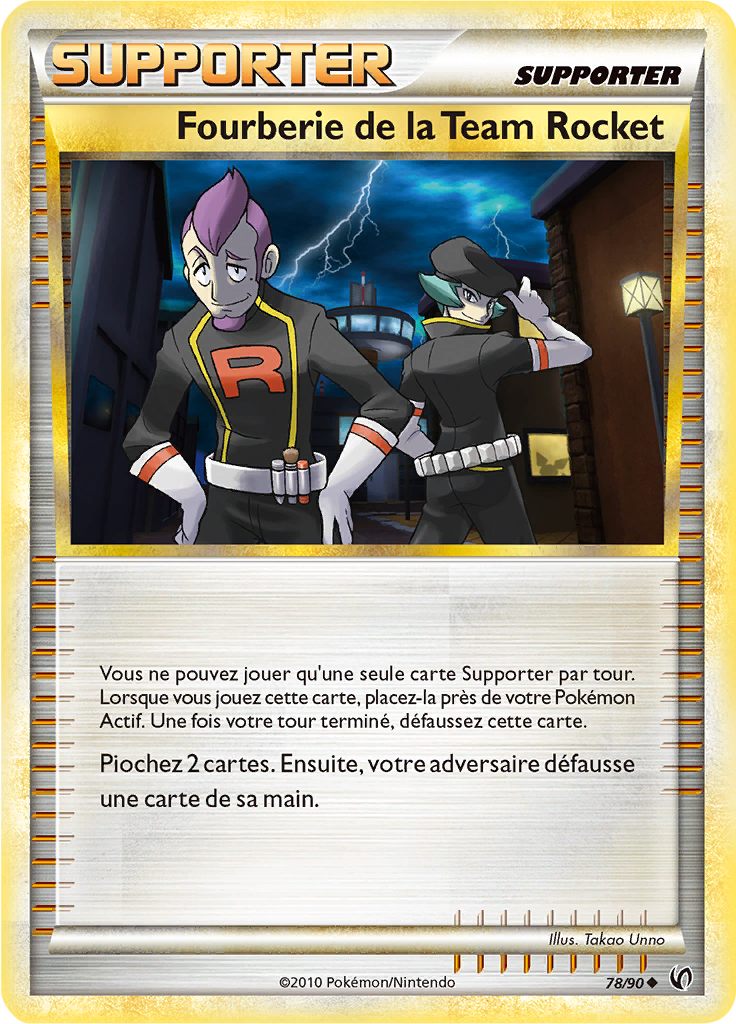 SUPPORTER
SUPPORTER
Fourberie de la Team Rocket
R
Vous ne pouvez jouer qu'une seule carte Supporter par tour.
Lorsque vous jouez cette carte, placez-la près de votre Pokémon
Actif. Une fois votre tour terminé, défaussez cette carte.
Piochez 2 cartes. Ensuite, votre adversaire défausse
une carte de sa main.
Illus. Takao Unno
©2010 Pokémon/Nintendo
78/90